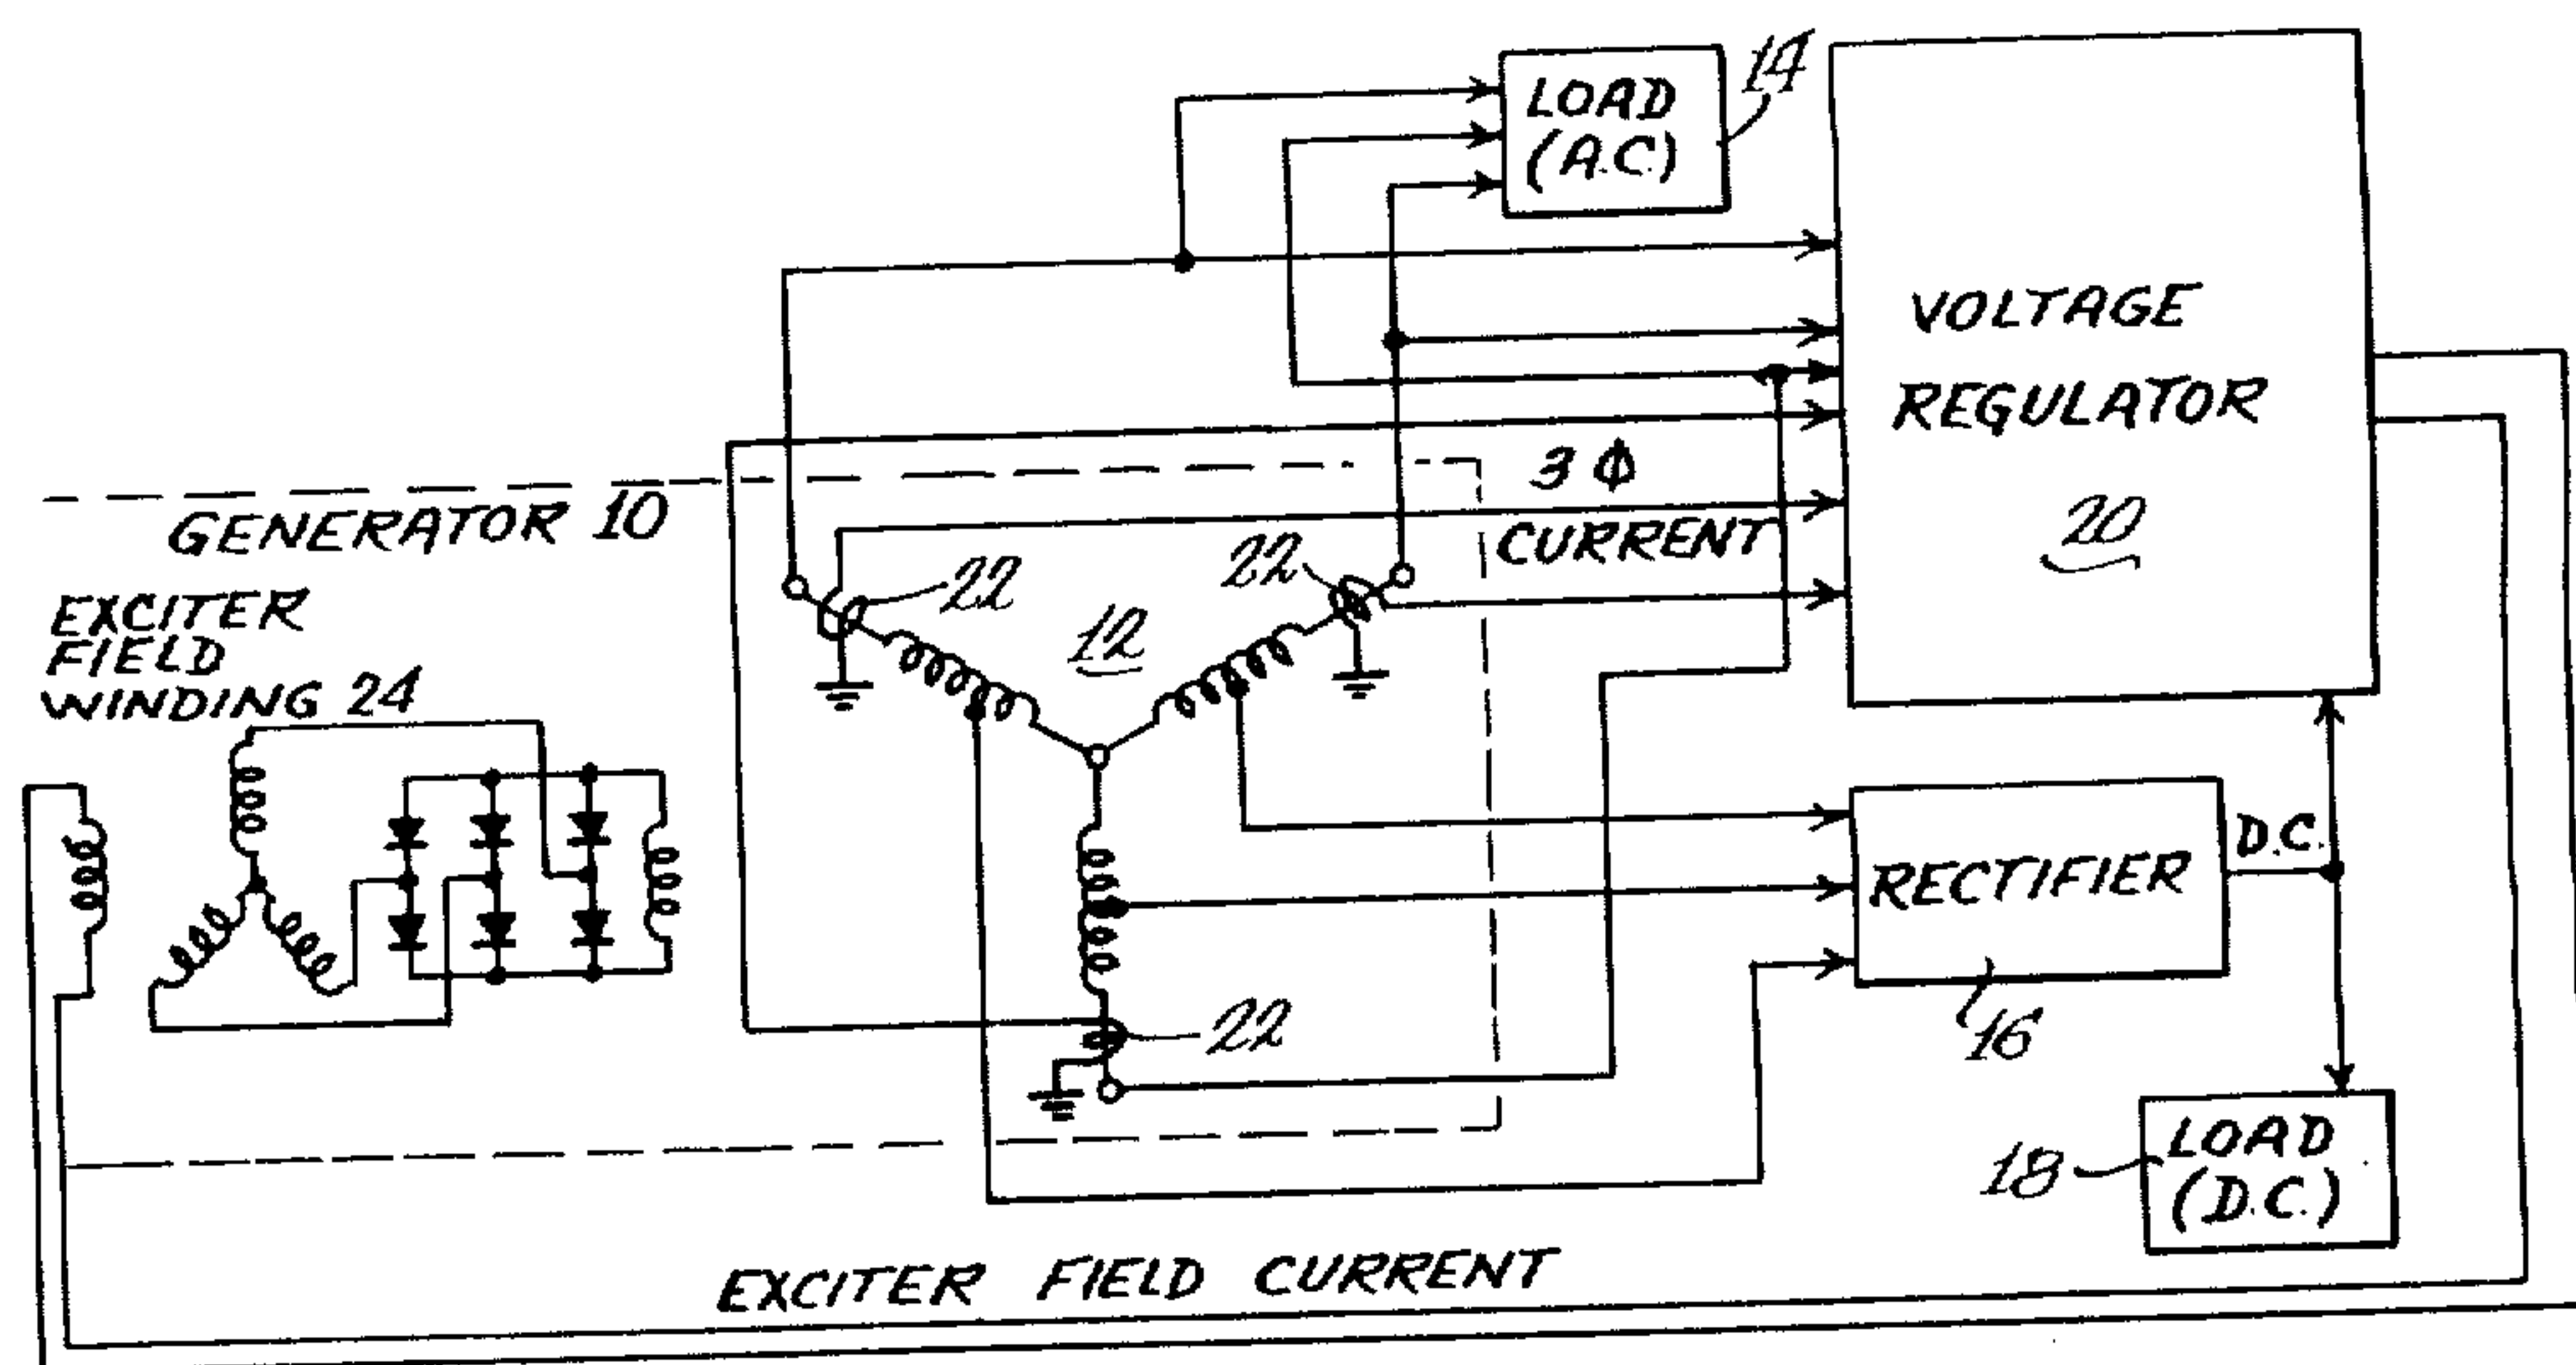 LOAD
(A.C.)
14
VOLTAGE
REGULATOR
20
3 Φ
CURRENT
GENERATOR 10
EXCITER
FIELD
WINDING 24
22
12
22
22
RECTIFIER
16
D.C.
LOAD
(D.C.)
18
EXCITER FIELD CURRENT